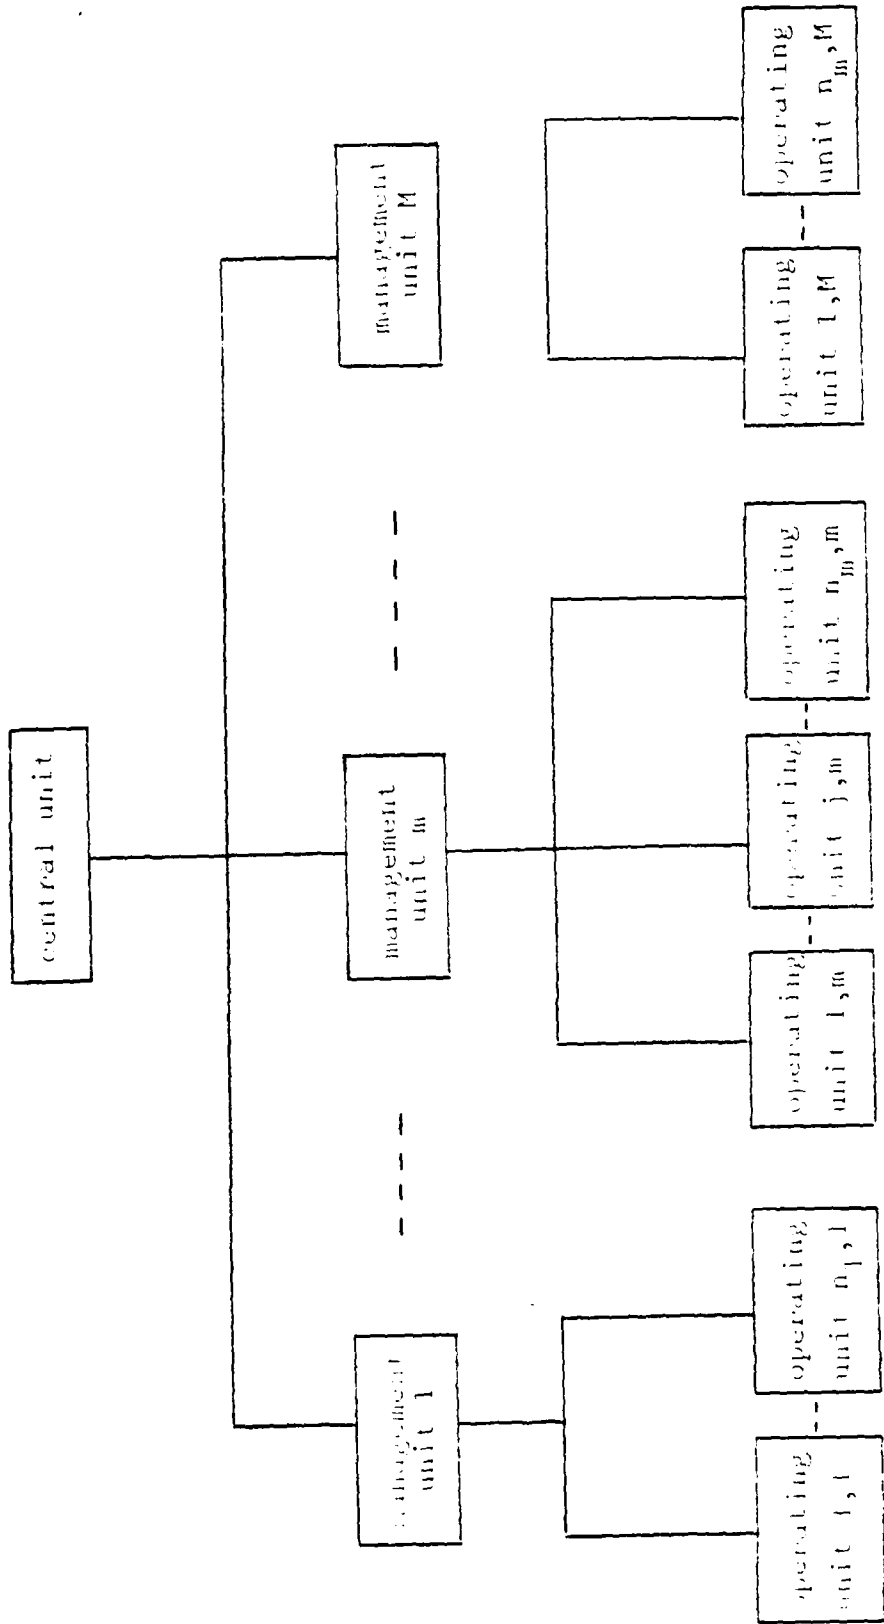 central unit
management
unit 1
management
unit m
management
unit M
operating
unit 1,1
operating
unit n1,1
operating
unit 1,m
operating
unit j,m
operating
unit nm,m
operating
unit 1,M
operating
unit nm,M